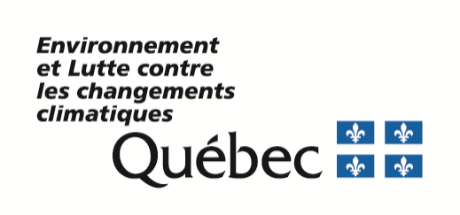 Environnement
et Lutte contre
les changements
climatiques
Québec